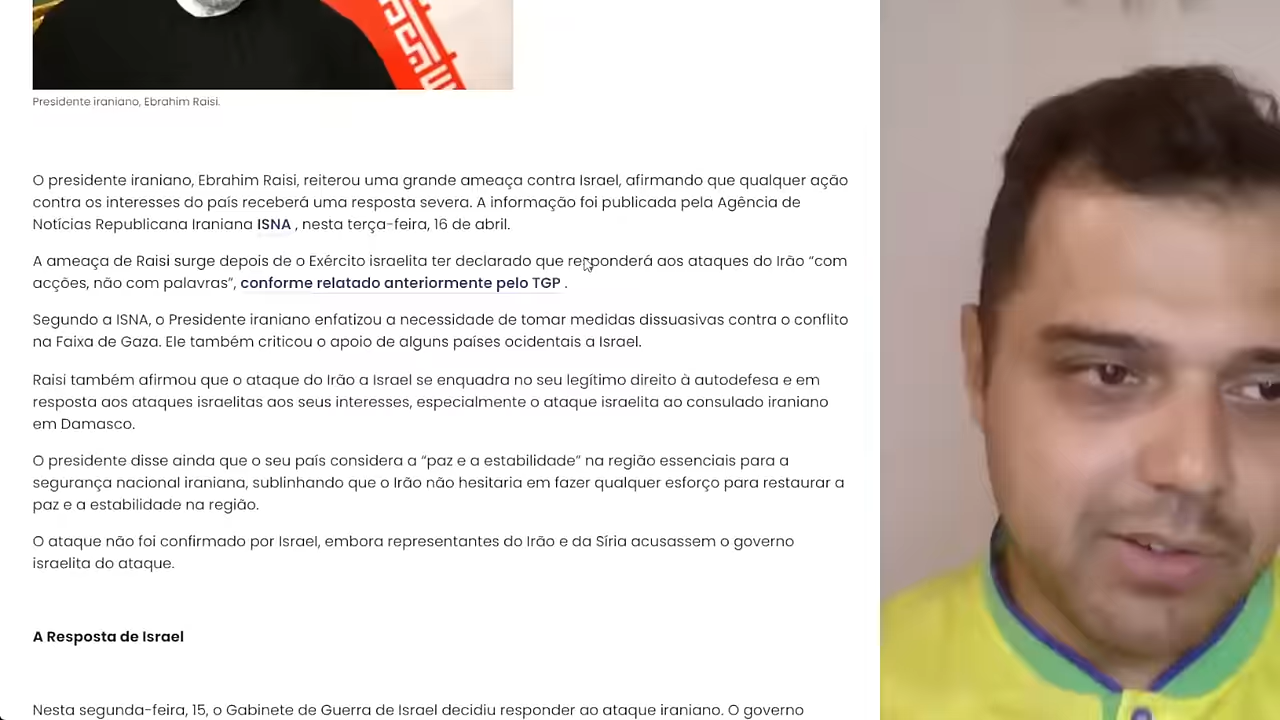 Presidente iraniano, Ebrahim Raisi.
O presidente iraniano, Ebrahim Raisi, reiterou uma grande ameaça contra Israel, afirmando que qualquer ação
contra os interesses do país receberá uma resposta severa. A informação foi publicada pela Agência de
Notícias Republicana Iraniana ISNA , nesta terça-feira, 16 de abril.
A ameaça de Raisi surge depois de o Exército israelita ter declarado que responderá aos ataques do Irão “com
acções, não com palavras”, conforme relatado anteriormente pelo TGP .
Segundo a ISNA, o Presidente iraniano enfatizou a necessidade de tomar medidas dissuasivas contra o conflito
na Faixa de Gaza. Ele também criticou o apoio de alguns países ocidentais a Israel.
Raisi também afirmou que o ataque do Irão a Israel se enquadra no seu legítimo direito à autodefesa e em
resposta aos ataques israelitas aos seus interesses, especialmente o ataque israelita ao consulado iraniano
em Damasco.
O presidente disse ainda que o seu país considera a “paz e a estabilidade” na região essenciais para a
segurança nacional iraniana, sublinhando que o Irão não hesitaria em fazer qualquer esforço para restaurar a
paz e a estabilidade na região.
O ataque não foi confirmado por Israel, embora representantes do Irão e da Síria acusassem o governo
israelita do ataque.
A Resposta de Israel
Nesta segunda-feira, 15, o Gabinete de Guerra de Israel decidiu responder ao ataque iraniano. O governo